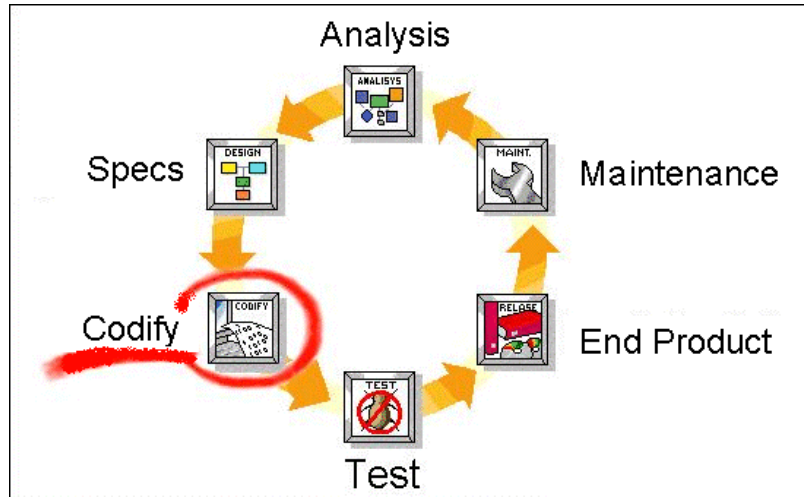 Analysis
ANALISYS
Specs
DESIGN
MAINT.
Maintenance
Codify
CODIFY
RELASE
End Product
TEST
Test